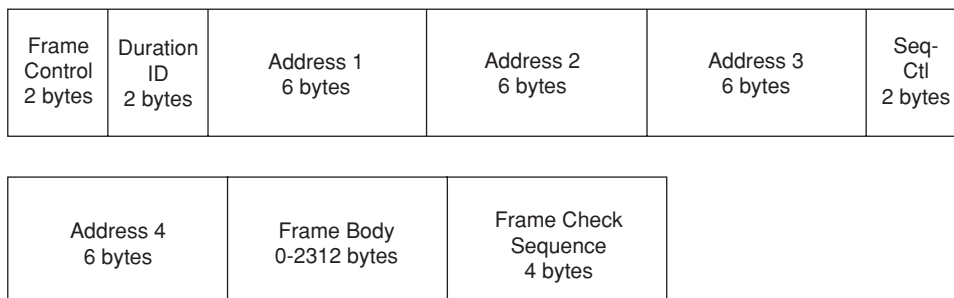 Frame
Control
2 bytes
Duration
ID
2 bytes
Address 1
6 bytes
Address 2
6 bytes
Address 3
6 bytes
Seq-
Ctl
2 bytes
Address 4
6 bytes
Frame Body
0-2312 bytes
Frame Check
Sequence
4 bytes